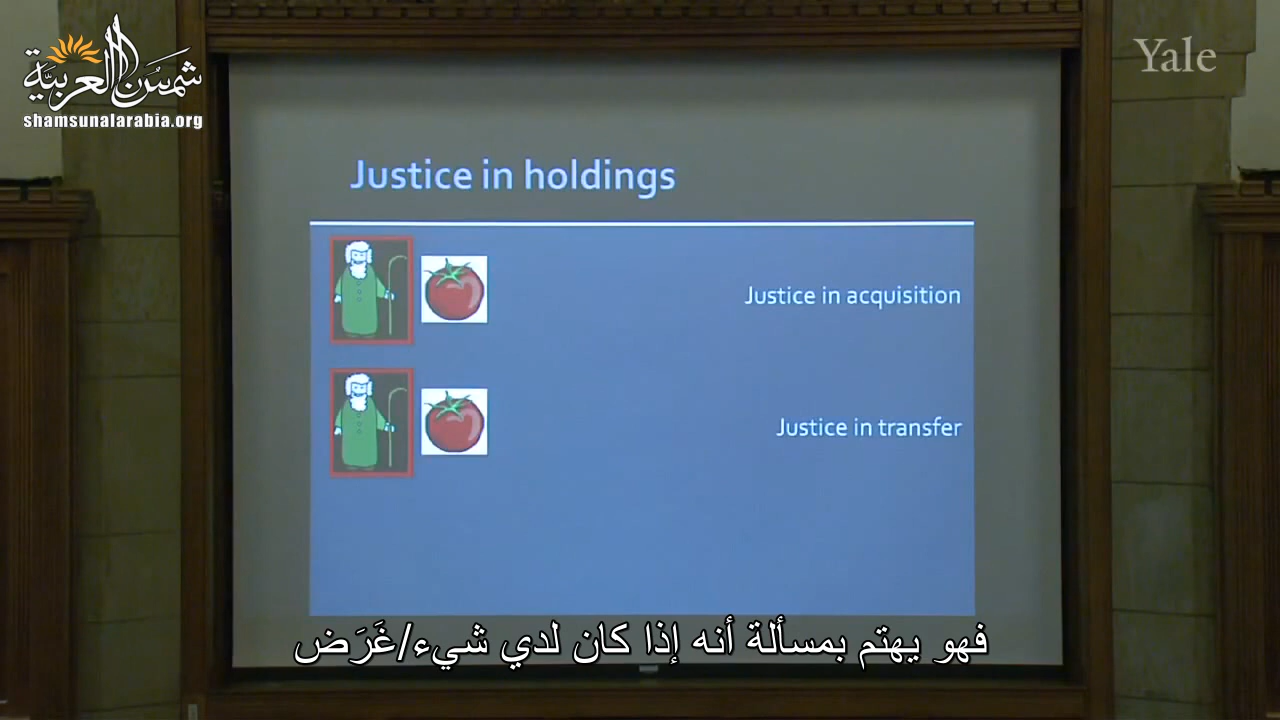 شمس العربية
shamsunalarabia.org
Yale
Justice in holdings
Justice in acquisition
Justice in transfer
فهو يهتم بمسألة أنه إذا كان لدي شيء/غَرَض